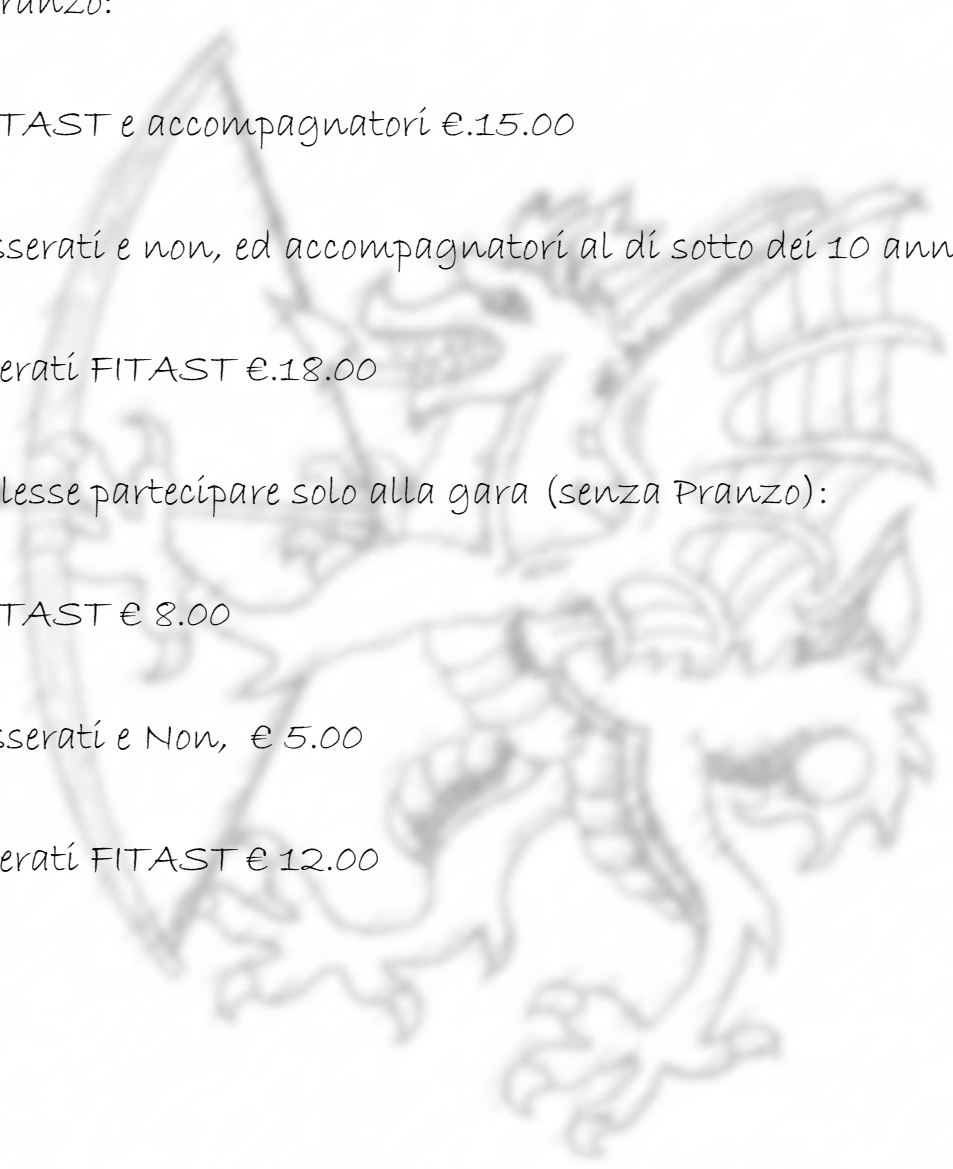 ranzo:
TAST e accompagnatori €.15.00
sserati e non, ed accompagnatori al di sotto dei 10 ann
erati FITAST €.18.00
lesse partecipare solo alla gara (senza Pranzo):
TAST € 8.00
sserati e Non, € 5.00
erati FITAST € 12.00